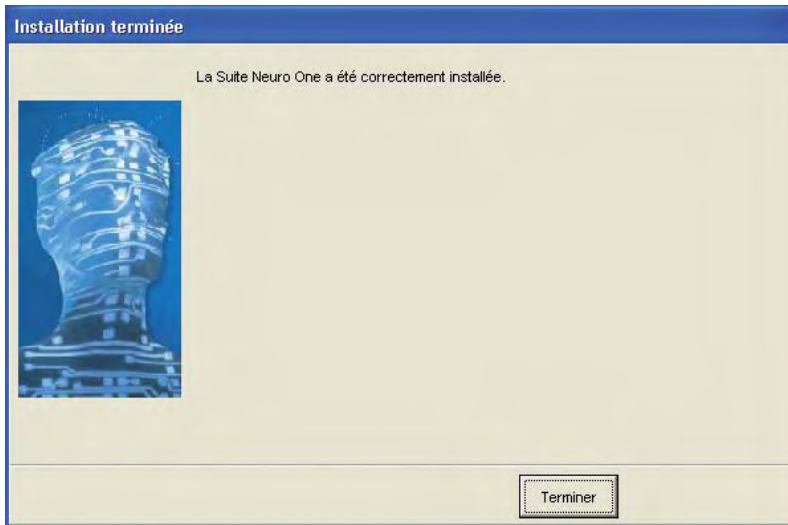 Installation terminée
La Suite Neuro One a été correctement installée.
Terminer